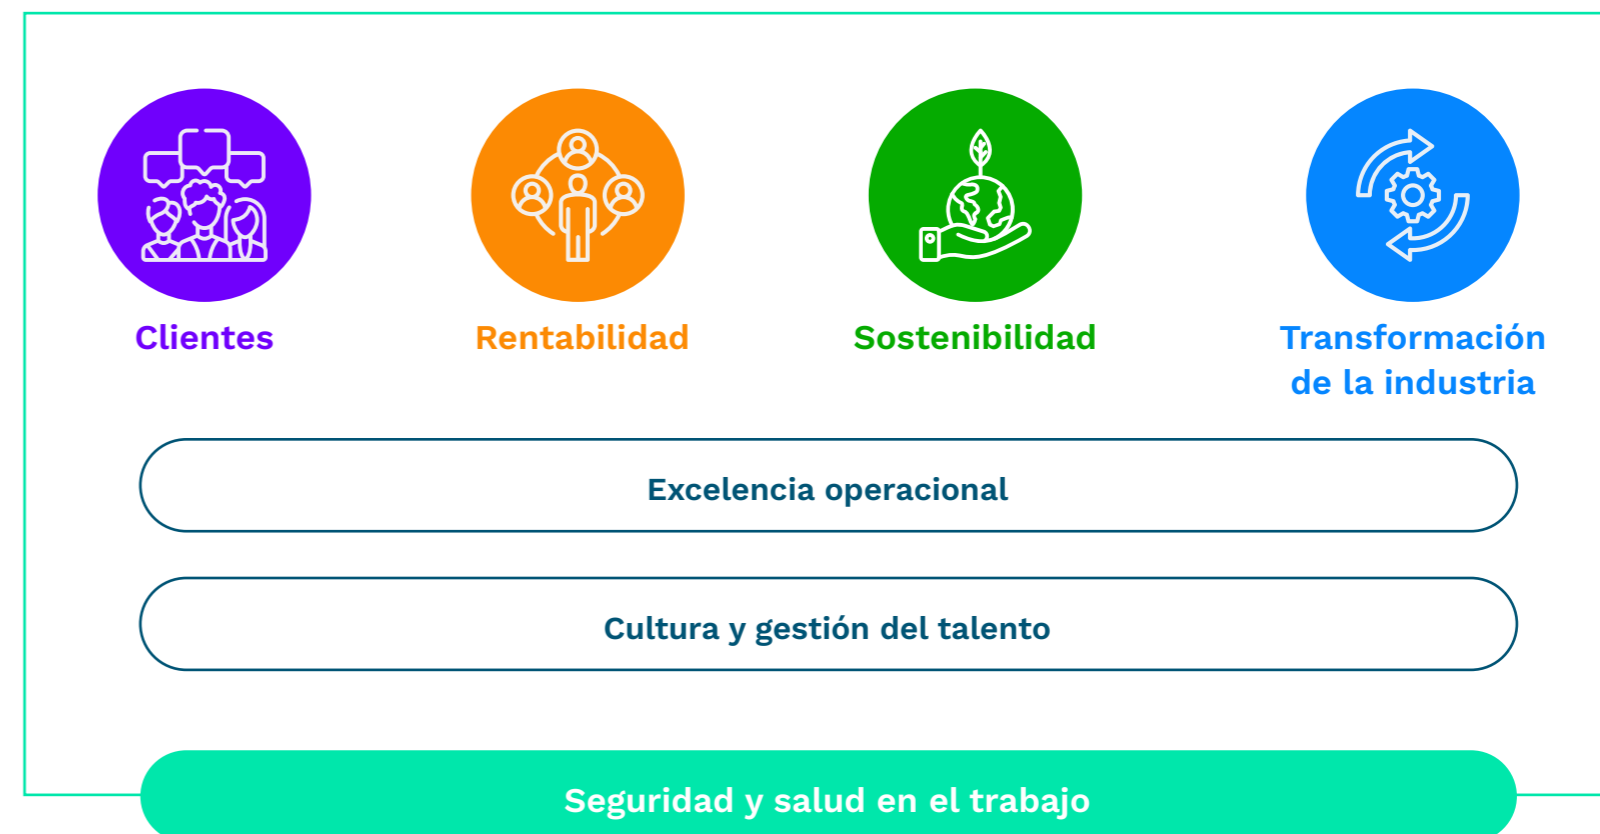 Clientes
Rentabilidad
Sostenibilidad
Transformación
de la industria
Excelencia operacional
Cultura y gestión del talento
Seguridad y salud en el trabajo